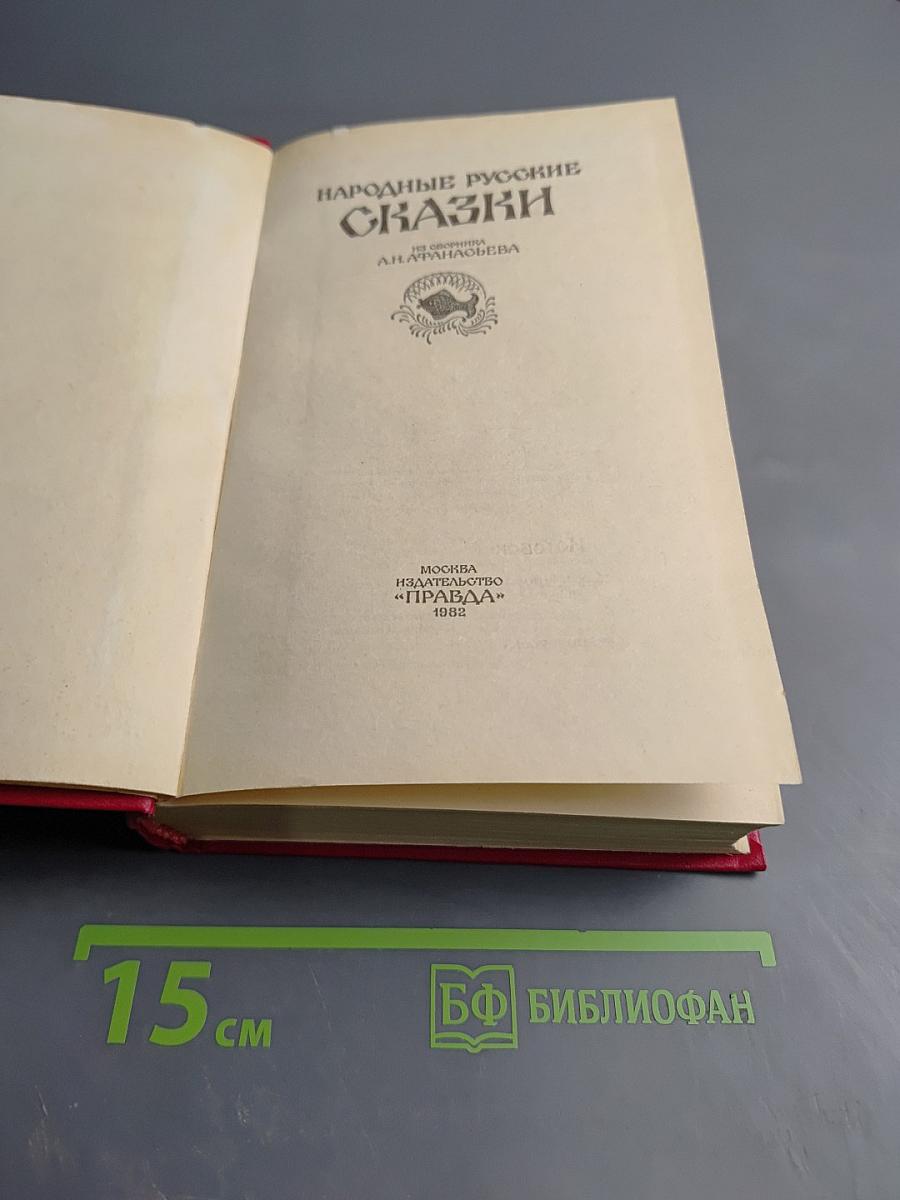 НАРОДНЫЕ РУССКИЕ
СКАЗКИ
ИЗ СБОРНИКА
А.Н.АФАНАСЬЕВА
МОСКВА
ИЗДАТЕЛЬСТВО
«ПРАВДА»
1982
15 см
БФ БИБЛИОФАН